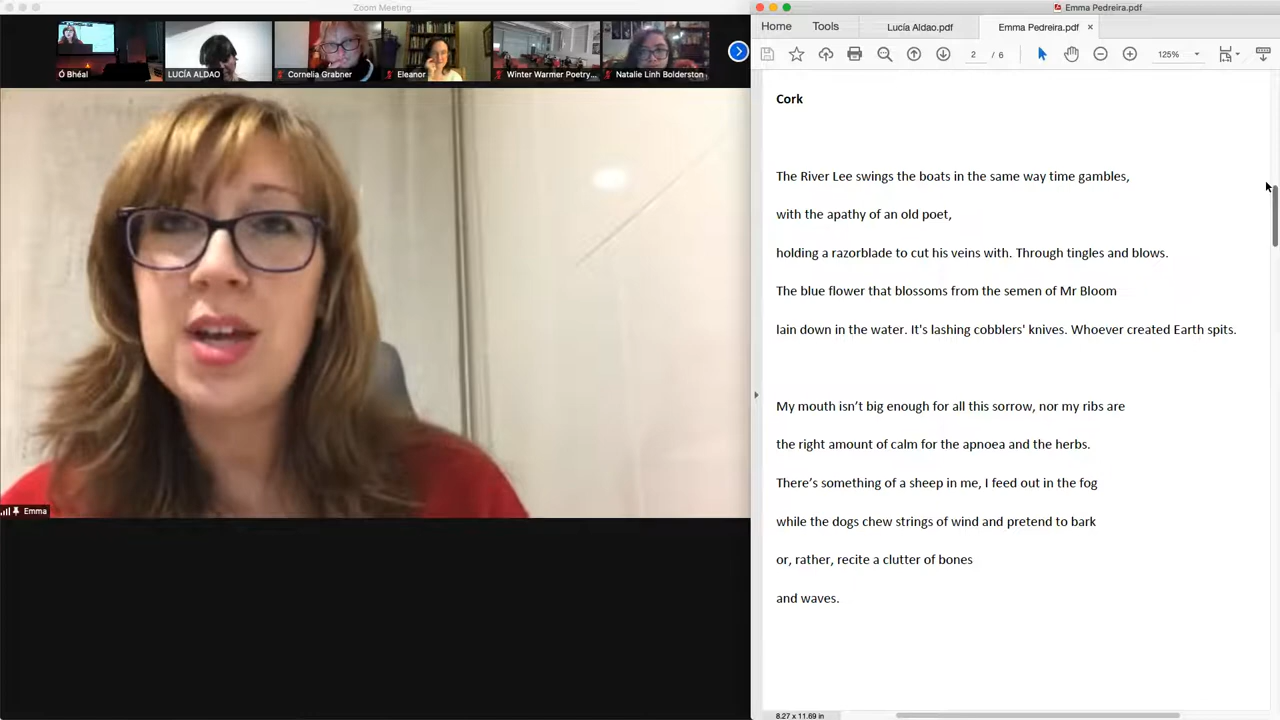 Zoom Meeting
Ó Bhéal
LUCÍA ALDAO
Cornelia Grabner
Eleanor
Winter Warmer Poetry...
Natalie Linh Bolderston
Emma
Emma Pedreira.pdf
Home
Tools
Lucía Aldao.pdf
Emma Pedreira.pdf ×
2 / 6
125%
Cork
The River Lee swings the boats in the same way time gambles,
with the apathy of an old poet,
holding a razorblade to cut his veins with. Through tingles and blows.
The blue flower that blossoms from the semen of Mr Bloom
lain down in the water. It's lashing cobblers' knives. Whoever created Earth spits.
My mouth isn’t big enough for all this sorrow, nor my ribs are
the right amount of calm for the apnoea and the herbs.
There’s something of a sheep in me, I feed out in the fog
while the dogs chew strings of wind and pretend to bark
or, rather, recite a clutter of bones
and waves.
8.27 x 11.69 in